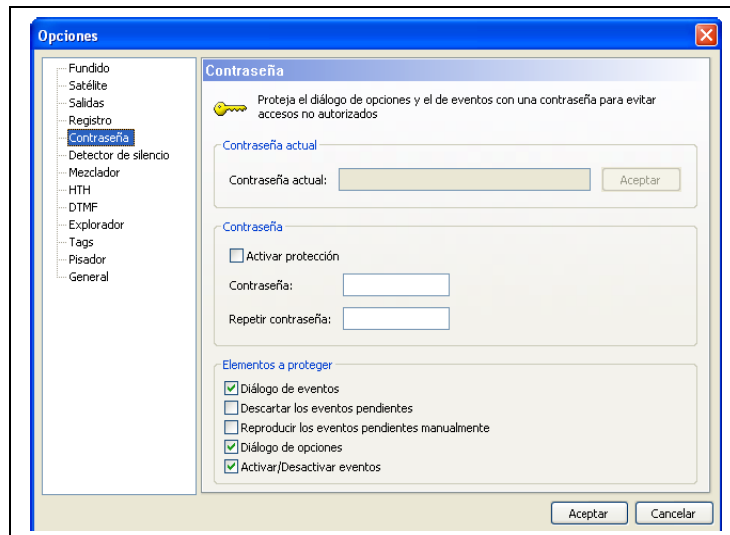 Opciones
Fundido
Satélite
Salidas
Registro
Contraseña
Detector de silencio
Mezclador
HTH
DTMF
Explorador
Tags
Pisador
General
Contraseña
Proteja el diálogo de opciones y el de eventos con una contraseña para evitar
accesos no autorizados
Contraseña actual
Contraseña actual:
Aceptar
Contraseña
Activar protección
Contraseña:
Repetir contraseña:
Elementos a proteger
Diálogo de eventos
Descartar los eventos pendientes
Reproducir los eventos pendientes manualmente
Diálogo de opciones
Activar/Desactivar eventos
Aceptar
Cancelar